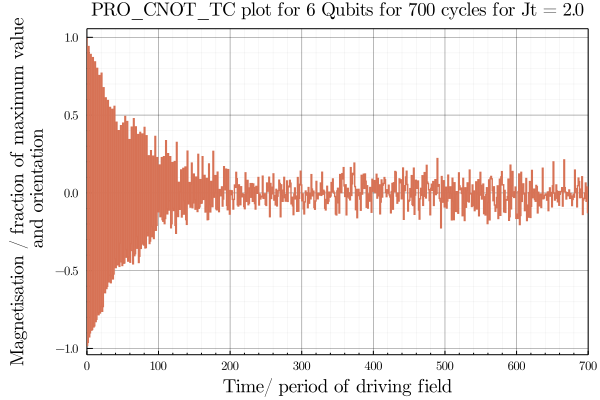 PRO_CNOT_TC plot for 6 Qubits for 700 cycles for Jt = 2.0
Magnetisation / fraction of maximum value
and orientation
1.0
0.5
0.0
−0.5
−1.0
0 100 200 300 400 500 600 700
Time/ period of driving field